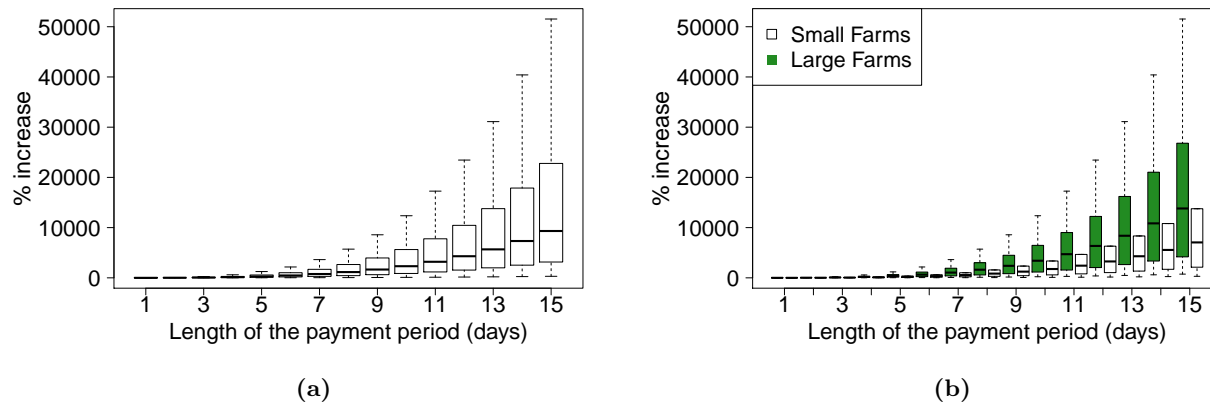 50000
40000
30000
20000
10000
0
% increase
1 3 5 7 9 11 13 15
Length of the payment period (days)
(a)
Small Farms
Large Farms
50000
40000
30000
20000
10000
0
% increase
1 3 5 7 9 11 13 15
Length of the payment period (days)
(b)